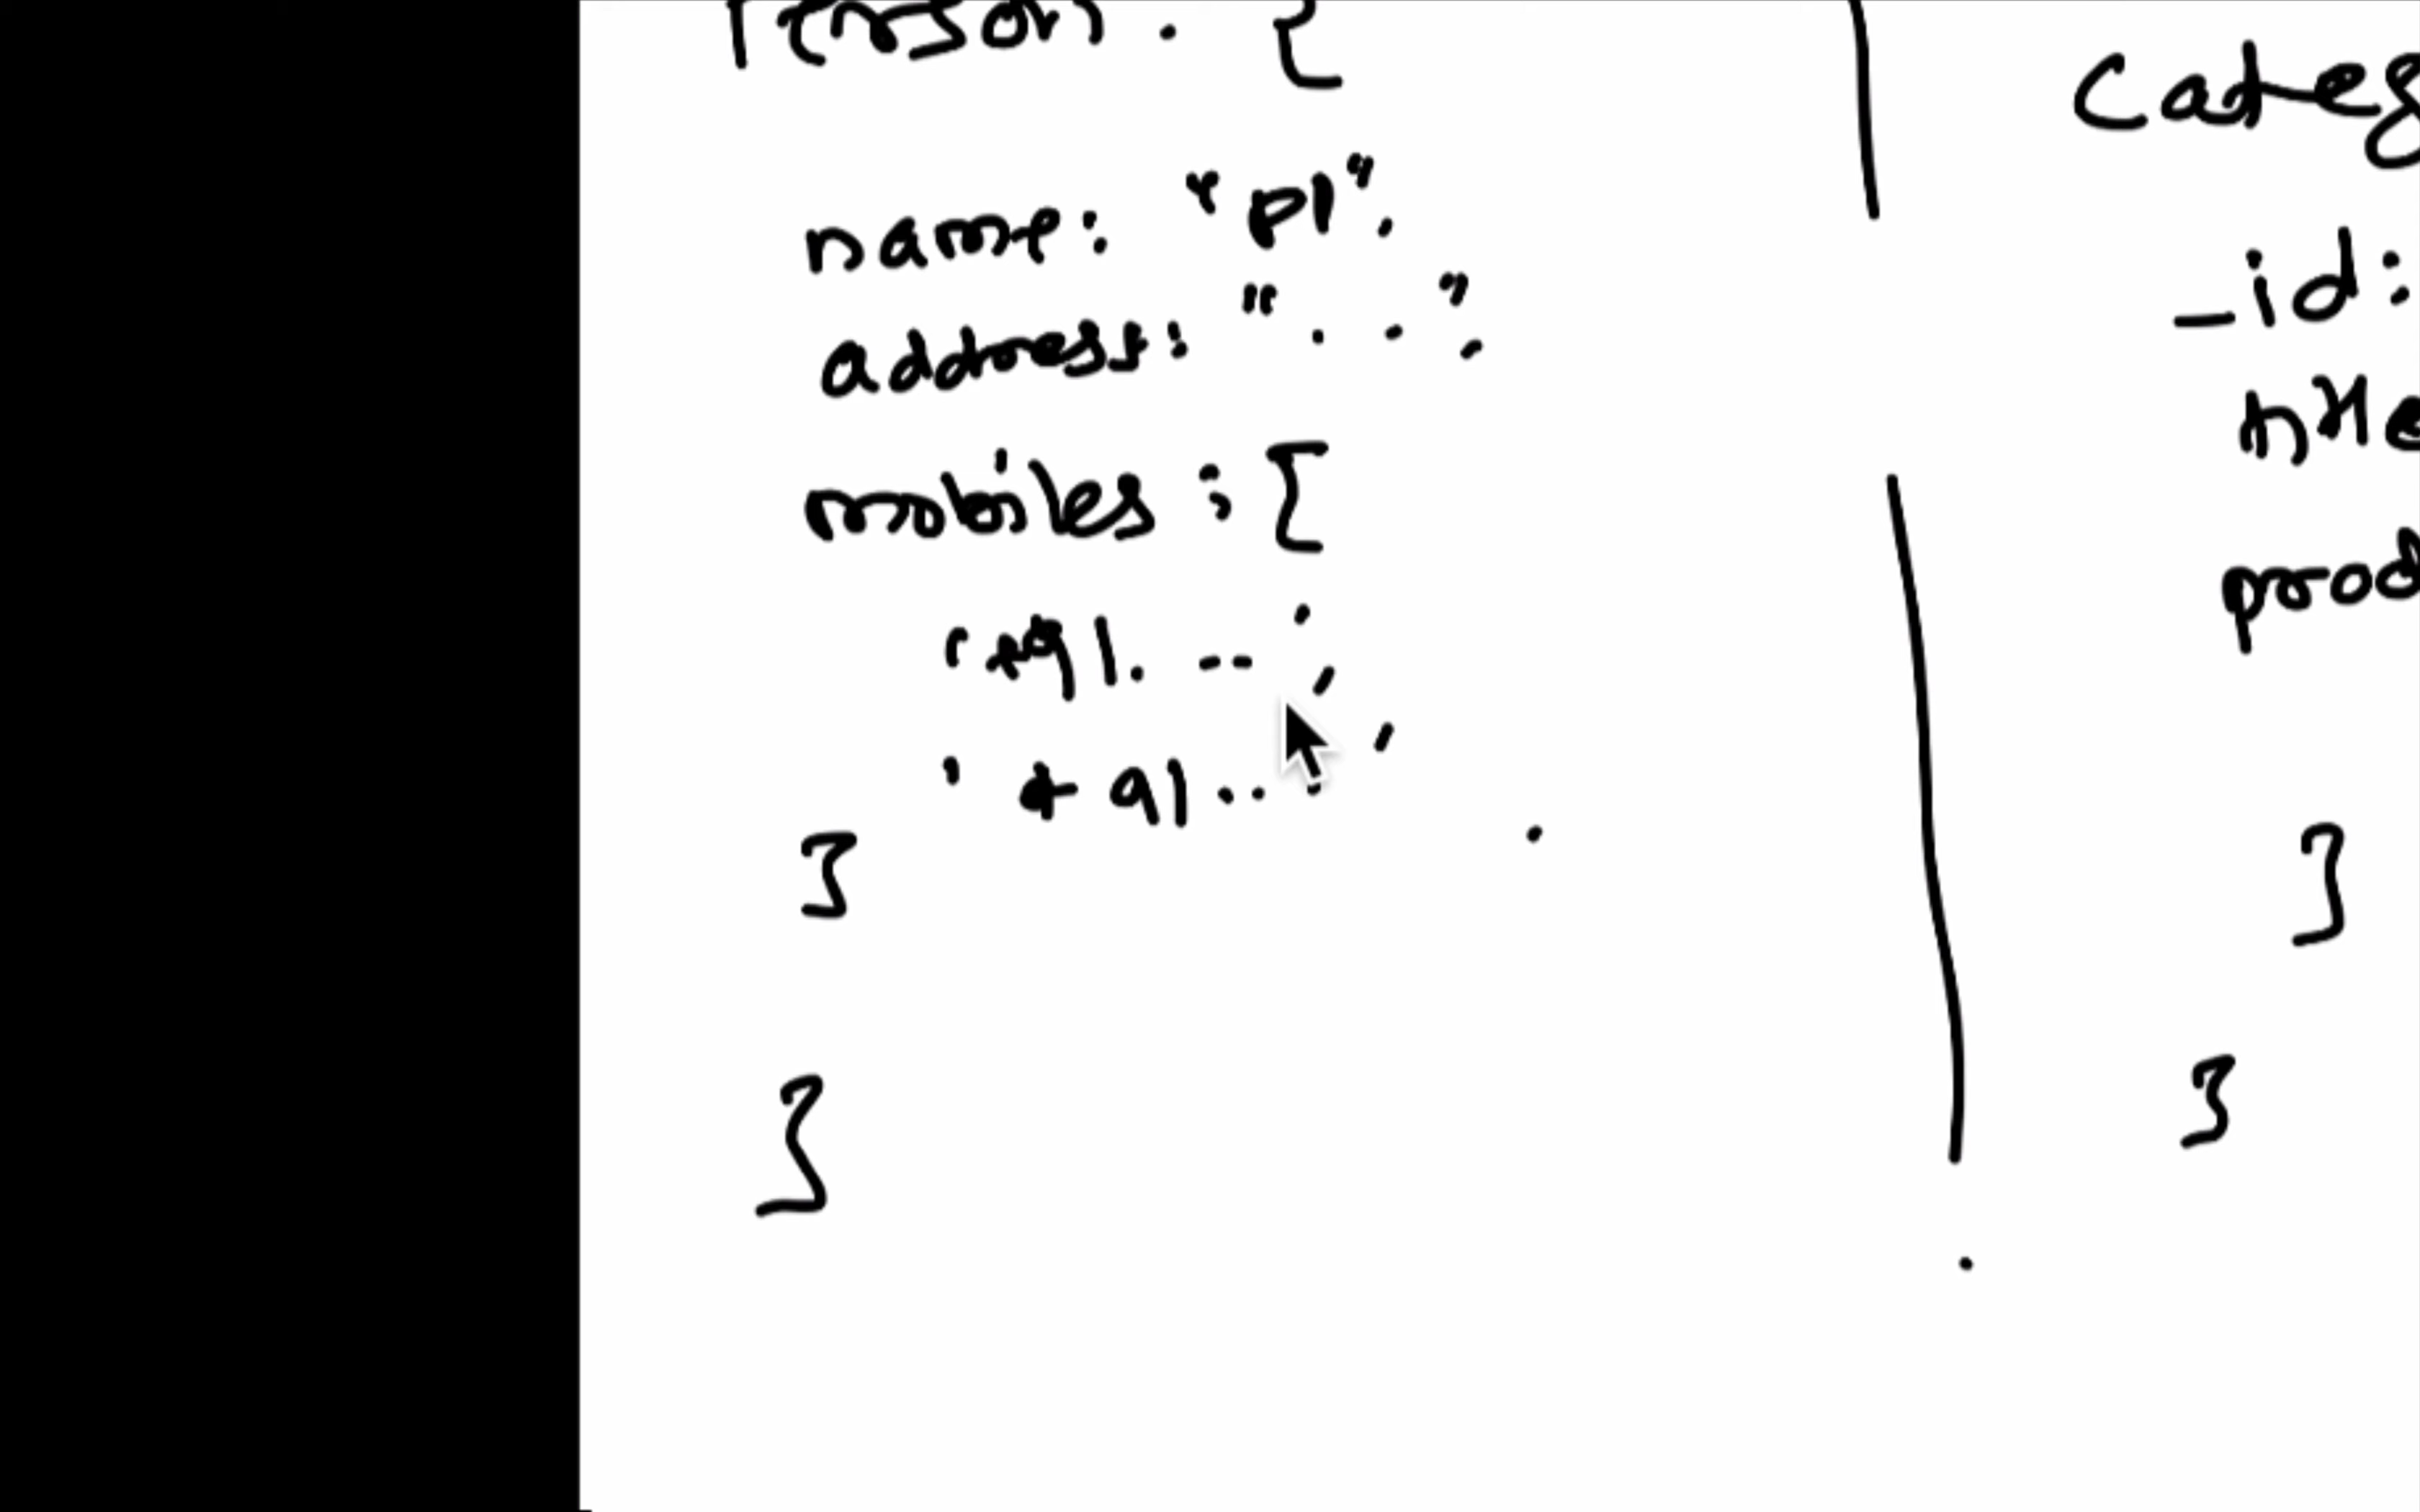 Person : {
name: "p1",
address: "...",
mobiles : [
'+91. --',
'+91..',
]
}
Categ
_id:
title
prod
]
}